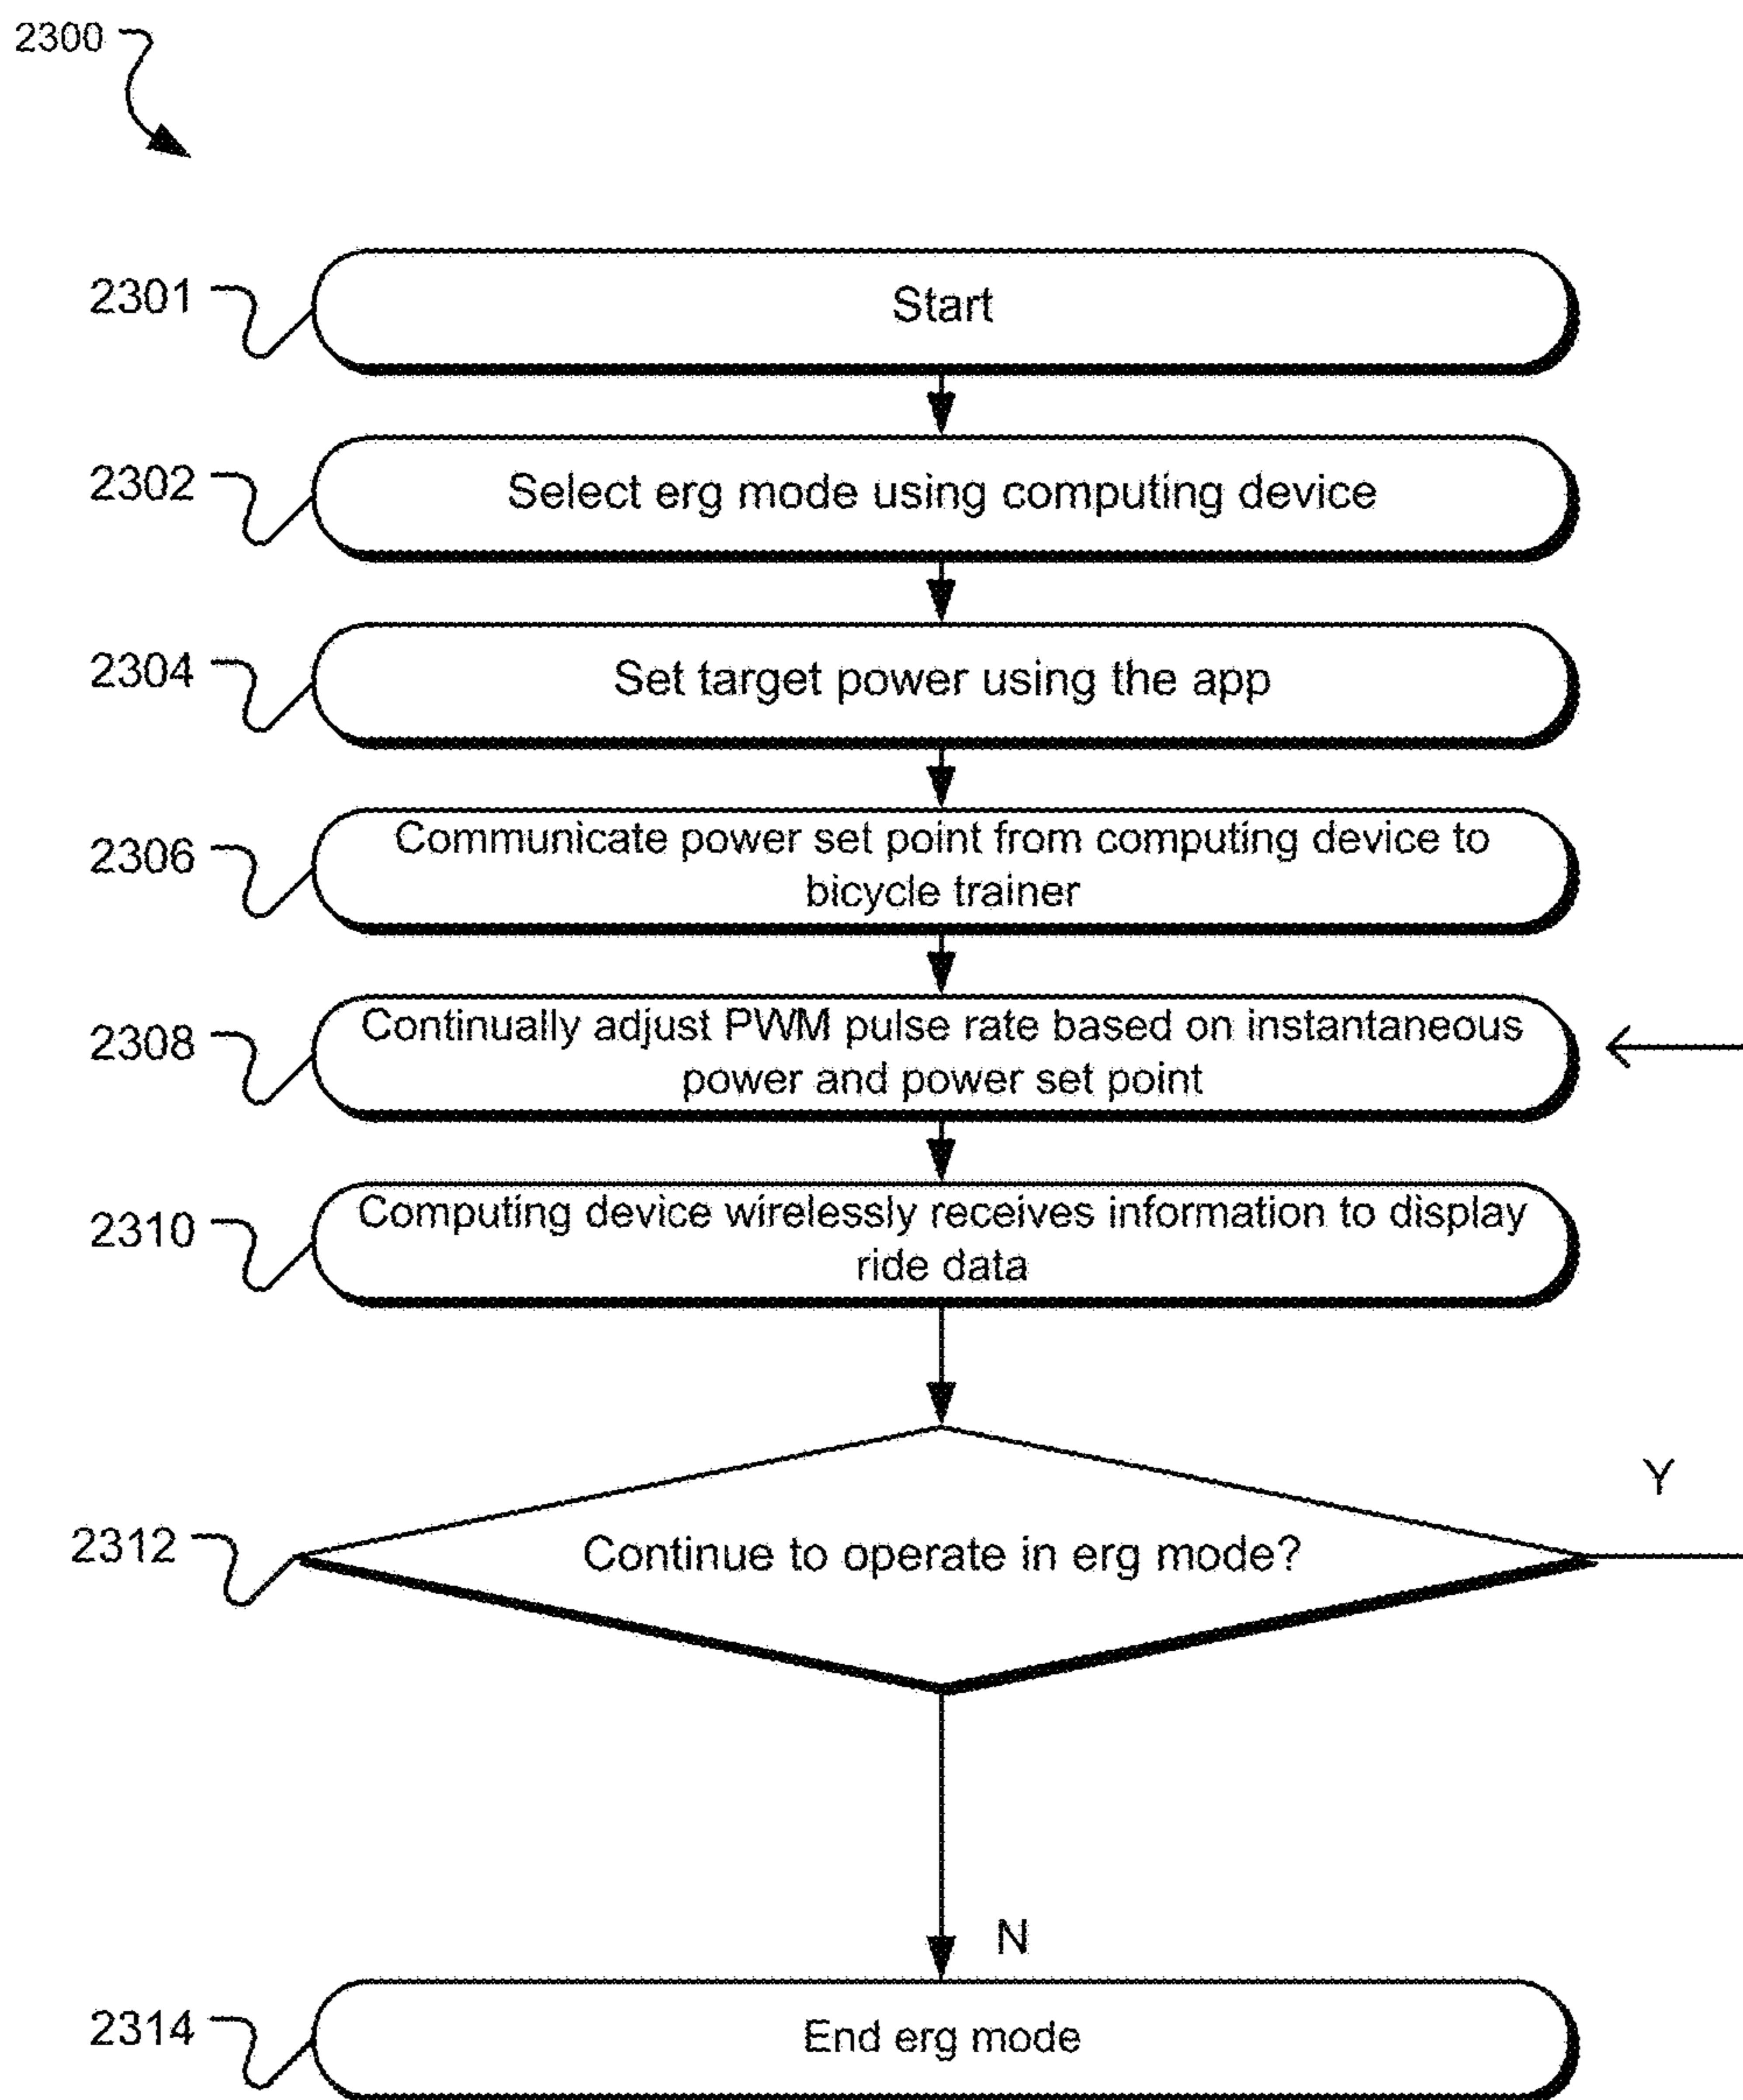 2300
2301
Start
2302
Select erg mode using computing device
2304
Set target power using the app
2306
Communicate power set point from computing device to
bicycle trainer
2308
Continually adjust PWM pulse rate based on instantaneous
power and power set point
2310
Computing device wirelessly receives information to display
ride data
Y
2312
Continue to operate in erg mode?
N
2314
End erg mode